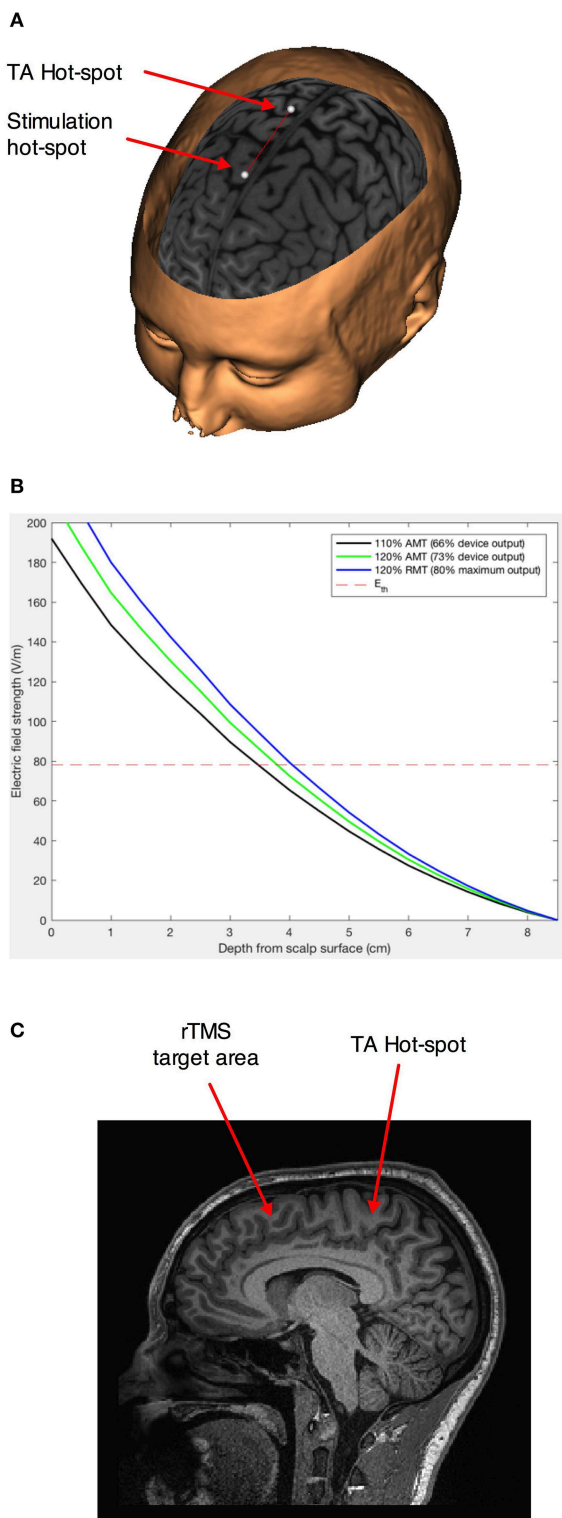 A
TA Hot-spot
Stimulation
hot-spot
B
200
180
160
140
120
100
80
60
40
20
0
Electric field strength (V/m)
110% AMT (66% device output)
120% AMT (73% device output)
120% RMT (80% maximum output)
E_th
0 1 2 3 4 5 6 7 8
Depth from scalp surface (cm)
C
rTMS
target area
TA Hot-spot